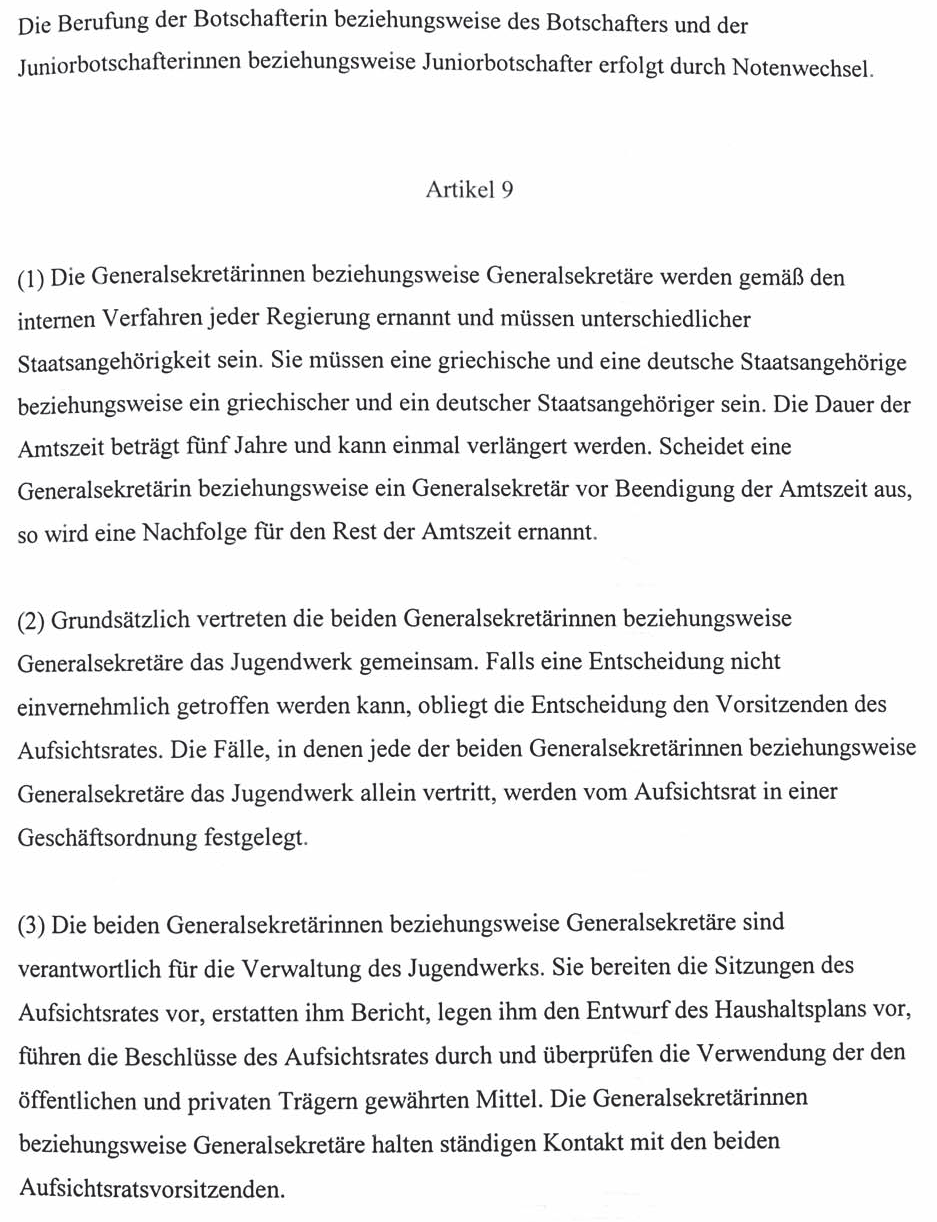 Die Berufung der Botschafterin beziehungsweise des Botschafters und der
Juniorbotschafterinnen beziehungsweise Juniorbotschafter erfolgt durch Notenwechsel.
Artikel 9
(1) Die Generalsekretärinnen beziehungsweise Generalsekretäre werden gemäß den
internen Verfahren jeder Regierung ernannt und müssen unterschiedlicher
Staatsangehörigkeit sein. Sie müssen eine griechische und eine deutsche Staatsangehörige
beziehungsweise ein griechischer und ein deutscher Staatsangehöriger sein. Die Dauer der
Amtszeit beträgt fünf Jahre und kann einmal verlängert werden. Scheidet eine
Generalsekretärin beziehungsweise ein Generalsekretär vor Beendigung der Amtszeit aus,
so wird eine Nachfolge für den Rest der Amtszeit ernannt.
(2) Grundsätzlich vertreten die beiden Generalsekretärinnen beziehungsweise
Generalsekretäre das Jugendwerk gemeinsam. Falls eine Entscheidung nicht
einvernehmlich getroffen werden kann, obliegt die Entscheidung den Vorsitzenden des
Aufsichtsrates. Die Fälle, in denen jede der beiden Generalsekretärinnen beziehungsweise
Generalsekretäre das Jugendwerk allein vertritt, werden vom Aufsichtsrat in einer
Geschäftsordnung festgelegt.
(3) Die beiden Generalsekretärinnen beziehungsweise Generalsekretäre sind
verantwortlich für die Verwaltung des Jugendwerks. Sie bereiten die Sitzungen des
Aufsichtsrates vor, erstatten ihm Bericht, legen ihm den Entwurf des Haushaltsplans vor,
führen die Beschlüsse des Aufsichtsrates durch und überprüfen die Verwendung der den
öffentlichen und privaten Trägern gewährten Mittel. Die Generalsekretärinnen
beziehungsweise Generalsekretäre halten ständigen Kontakt mit den beiden
Aufsichtsratsvorsitzenden.